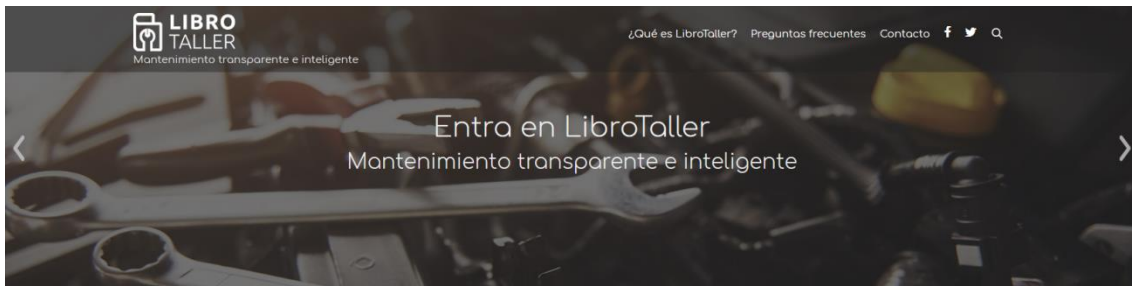 LIBRO
TALLER
Mantenimiento transparente e inteligente
¿Qué es LibroTaller? Preguntas frecuentes Contacto
Entra en LibroTaller
Mantenimiento transparente e inteligente